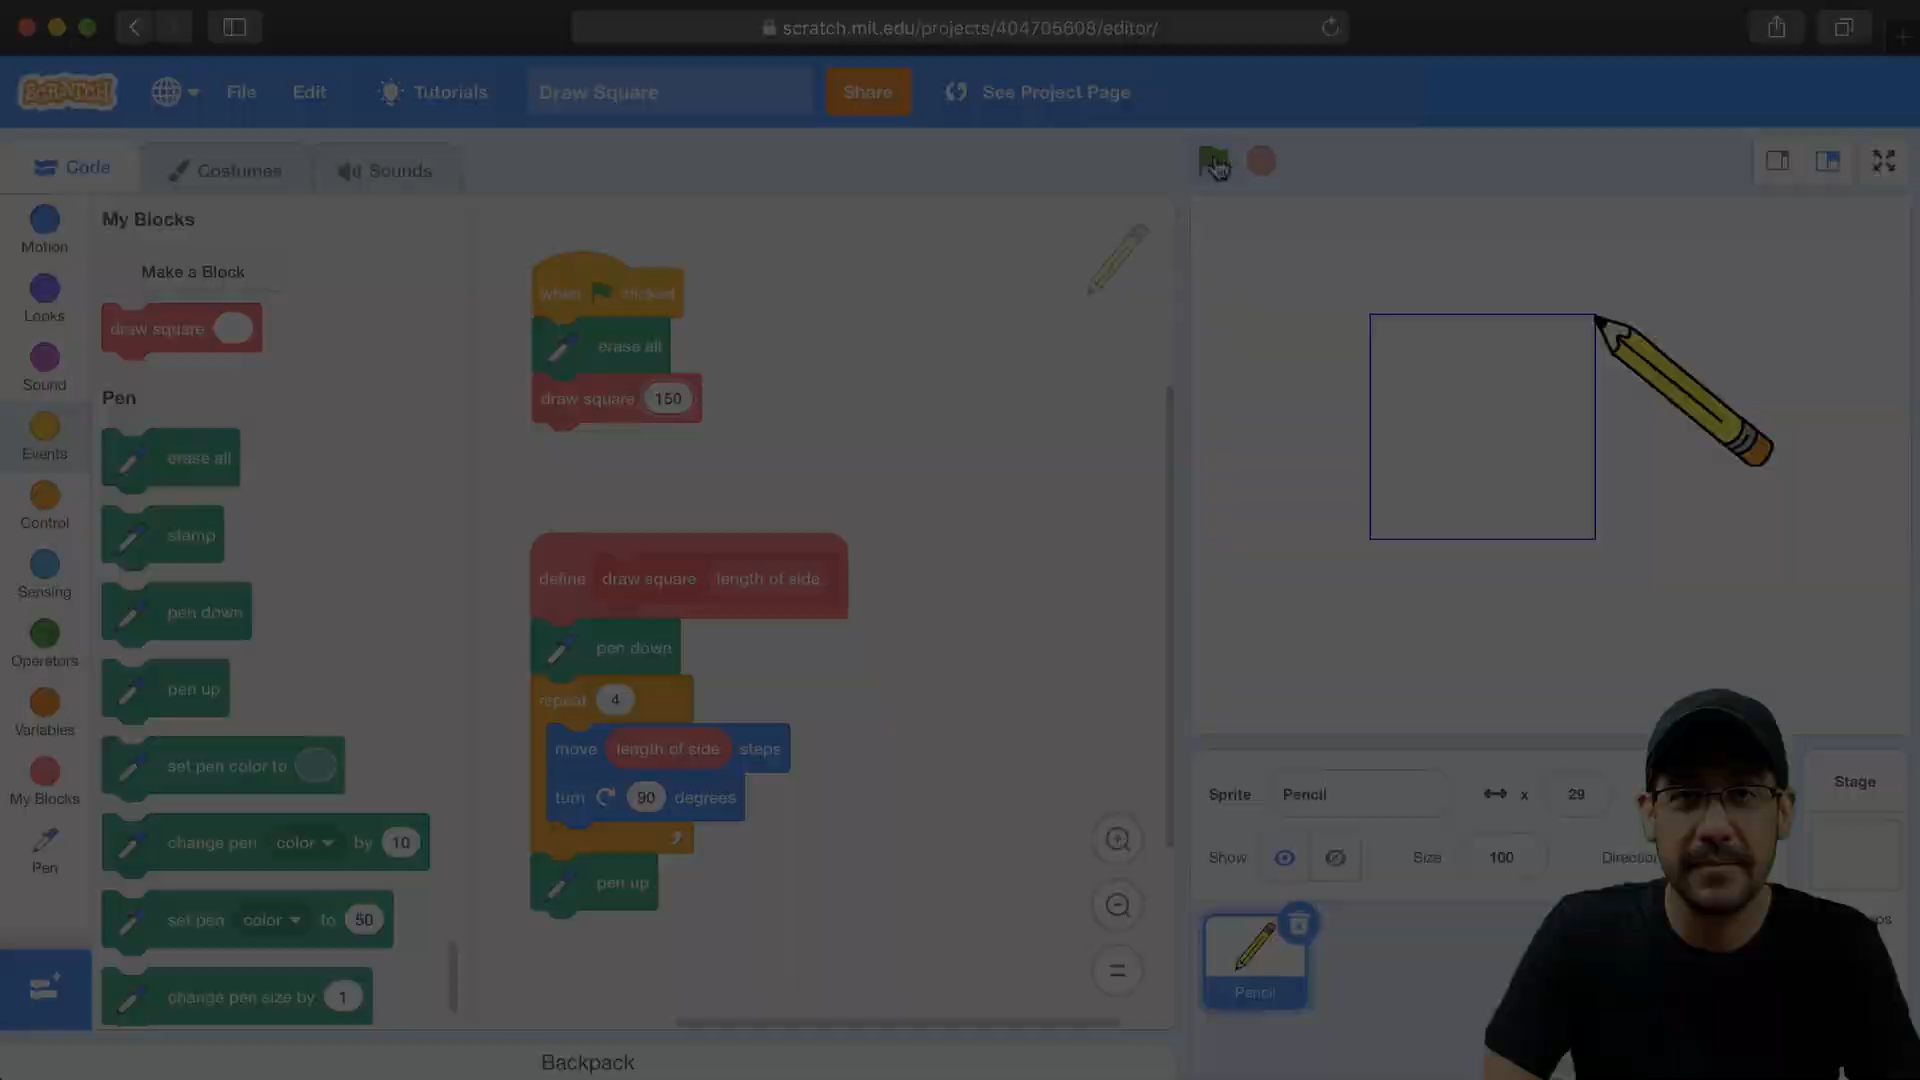 scratch.mit.edu/projects/404705608/editor/
SCRATCH
File
Edit
Tutorials
Draw Square
Share
See Project Page
Code
Costumes
Sounds
Motion
Looks
Sound
Events
Control
Sensing
Operators
Variables
My Blocks
Pen
My Blocks
Make a Block
draw square
Pen
erase all
stamp
pen down
pen up
set pen color to
change pen color by 10
set pen color to 50
change pen size by 1
when clicked
erase all
draw square 150
define draw square length of side
pen down
repeat 4
move length of side steps
turn 90 degrees
pen up
Backpack
Sprite Pencil x 29
Show Size 100 Direction
Pencil
Stage